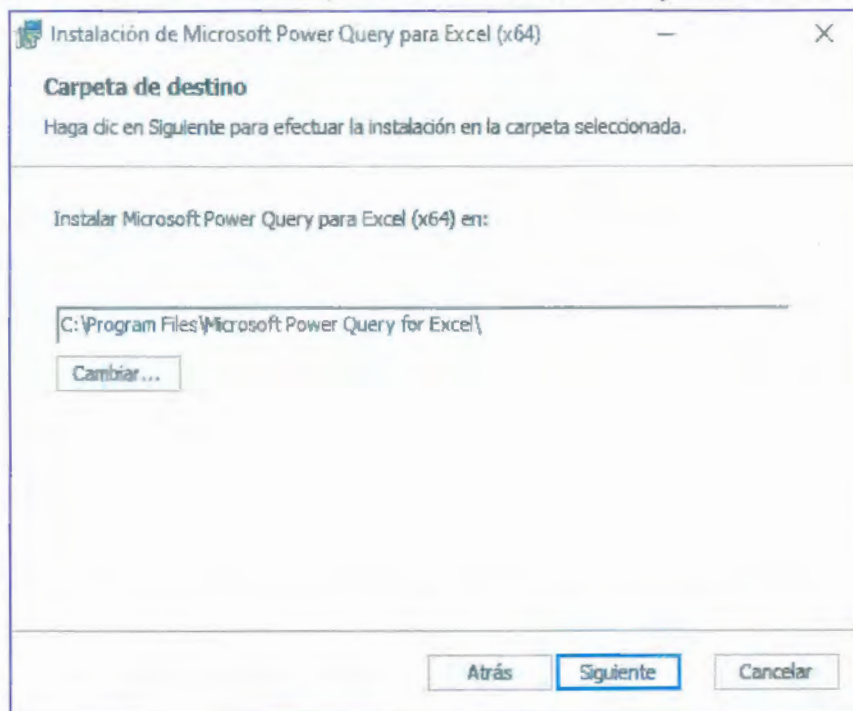 Instalación de Microsoft Power Query para Excel (x64)
Carpeta de destino
Haga clic en Siguiente para efectuar la instalación en la carpeta seleccionada.
Instalar Microsoft Power Query para Excel (x64) en:
C:\Program Files\Microsoft Power Query for Excel\
Cambiar...
Atrás Siguiente Cancelar